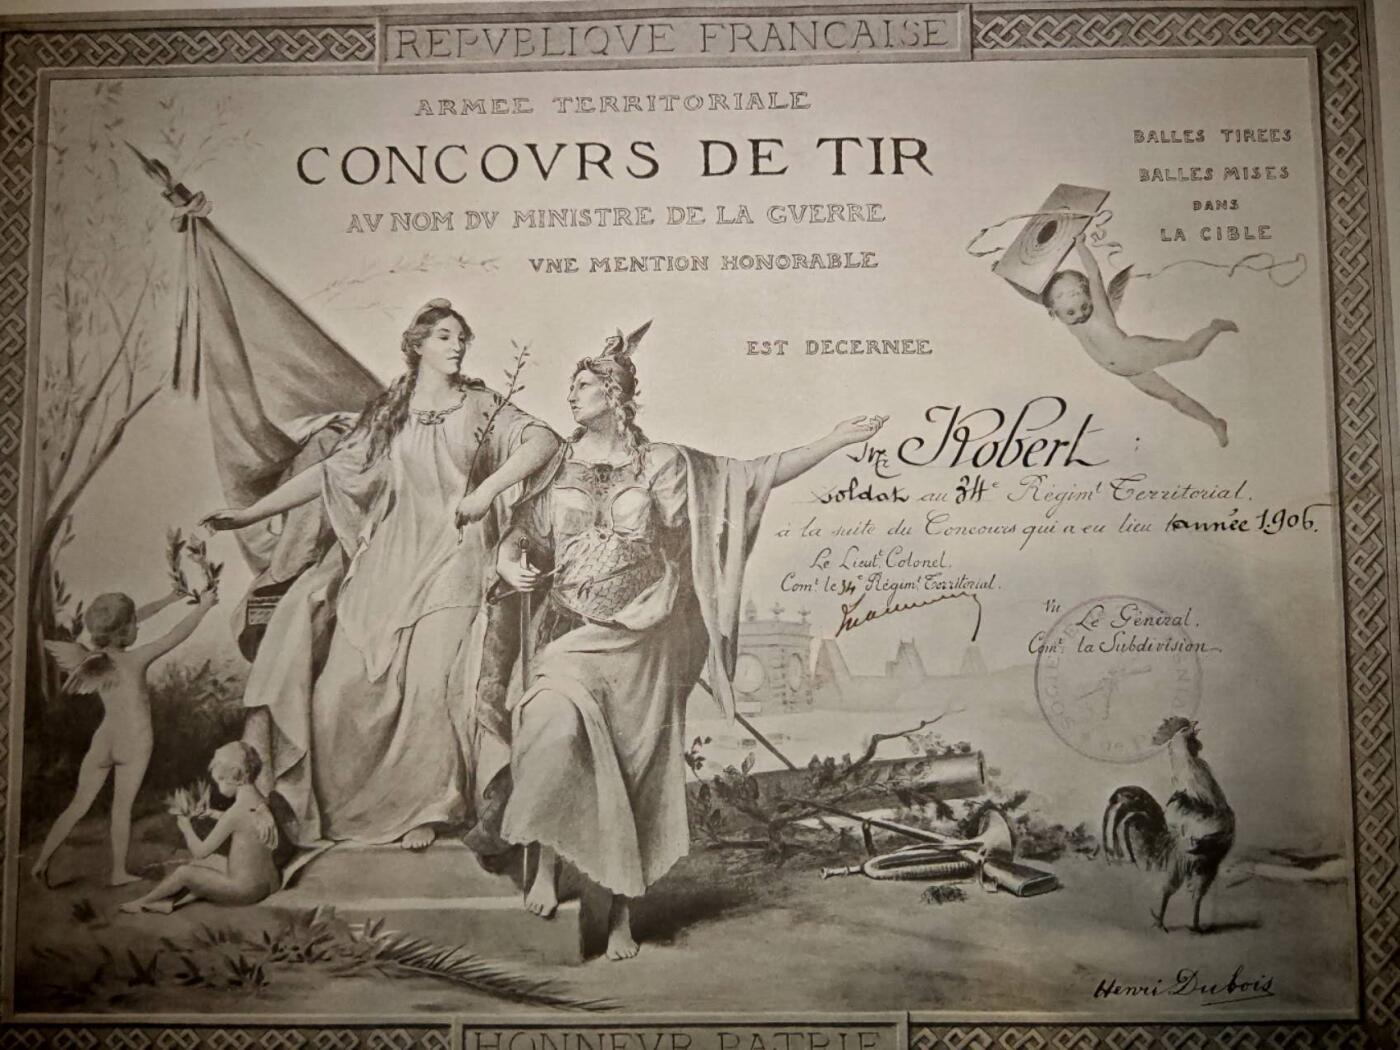 REPVBLIQVE FRANCAISE
ARMEE TERRITORIALE
CONCOVRS DE TIR
AV NOM DV MINISTRE DE LA GVERRE
VNE MENTION HONORABLE
EST DECERNEE
BALLES TIREES
BALLES MISES
DANS
LA CIBLE
Robert
soldat au 34e Régimt Territorial.
à la suite du Concours qui a eu lieu l'année 1906.
Le Lieut. Colonel.
Comt le 34e Régimt Territorial.
Vu
Le Général.
Comt la Subdivision.
Henri Dubois
HONNEVR PATRIE